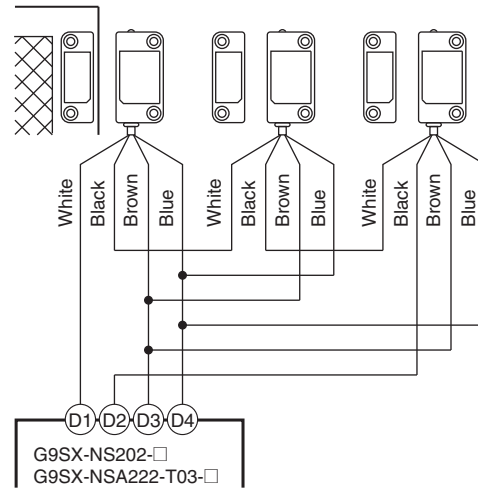 White
Black
Brown
Blue
White
Black
Brown
Blue
White
Black
Brown
Blue
D1
D2
D3
D4
G9SX-NS202-□
G9SX-NSA222-T03-□